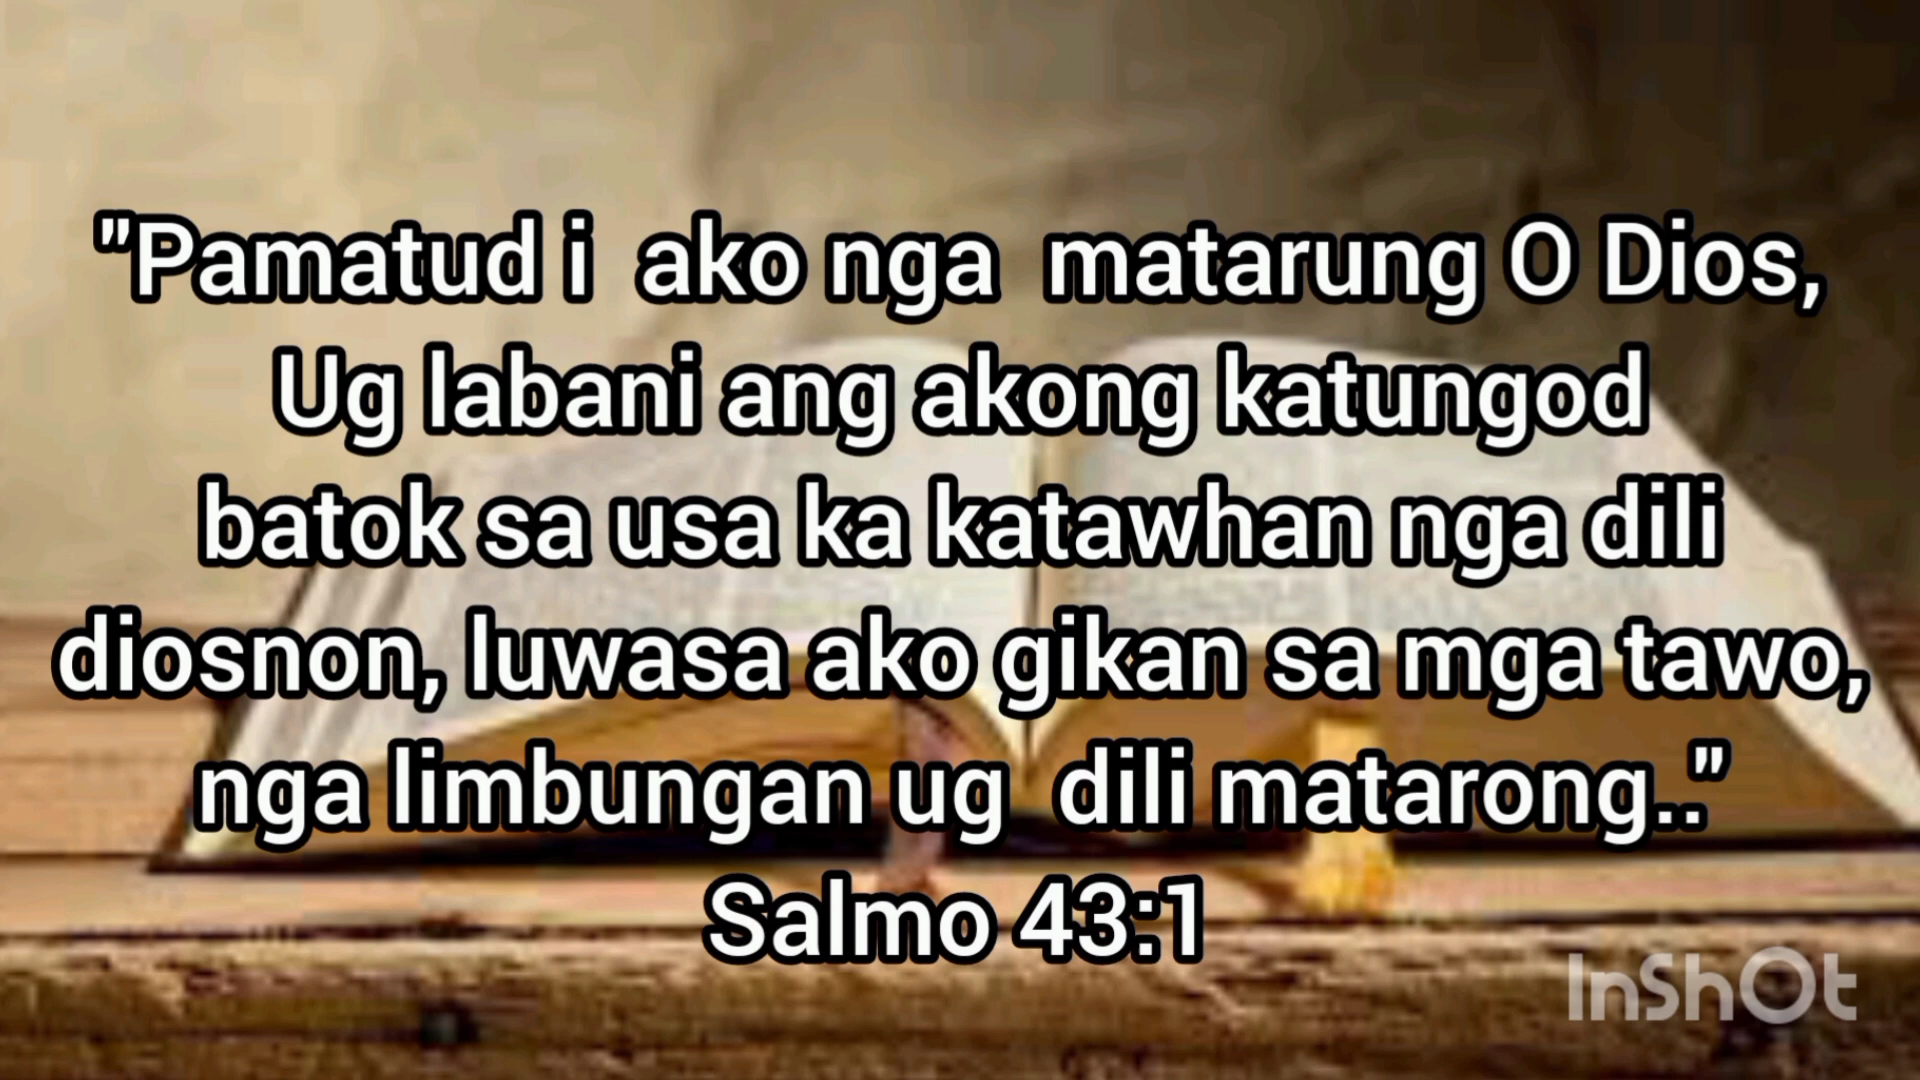 "Pamatud i  ako nga  matarung O Dios,
Ug labani ang akong katungod
batok sa usa ka katawhan nga dili
diosnon, luwasa ako gikan sa mga tawo,
nga limbungan ug  dili matarong.."
Salmo 43:1
InShOt